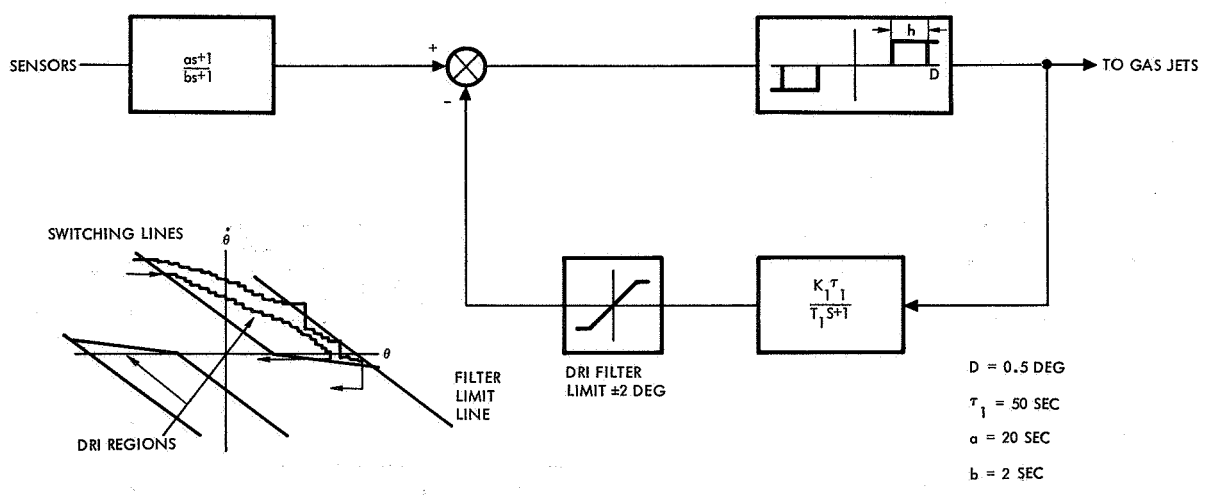 SENSORS
as+1
bs+1
+
-
h
D
TO GAS JETS
SWITCHING LINES
θ̇
θ
DRI REGIONS
FILTER
LIMIT
LINE
DRI FILTER
LIMIT ±2 DEG
K₁τ₁
T₁S+1
D = 0.5 DEG
τ₁ = 50 SEC
a = 20 SEC
b = 2 SEC